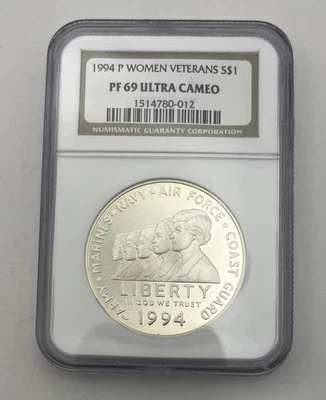 1994 P WOMEN VETERANS S$1
PF 69 ULTRA CAMEO
1514780-012
NUMISMATIC GUARANTY CORPORATION
ARMY ★ MARINES ★ NAVY ★ AIR FORCE ★ COAST GUARD
LIBERTY
IN GOD WE TRUST
1994